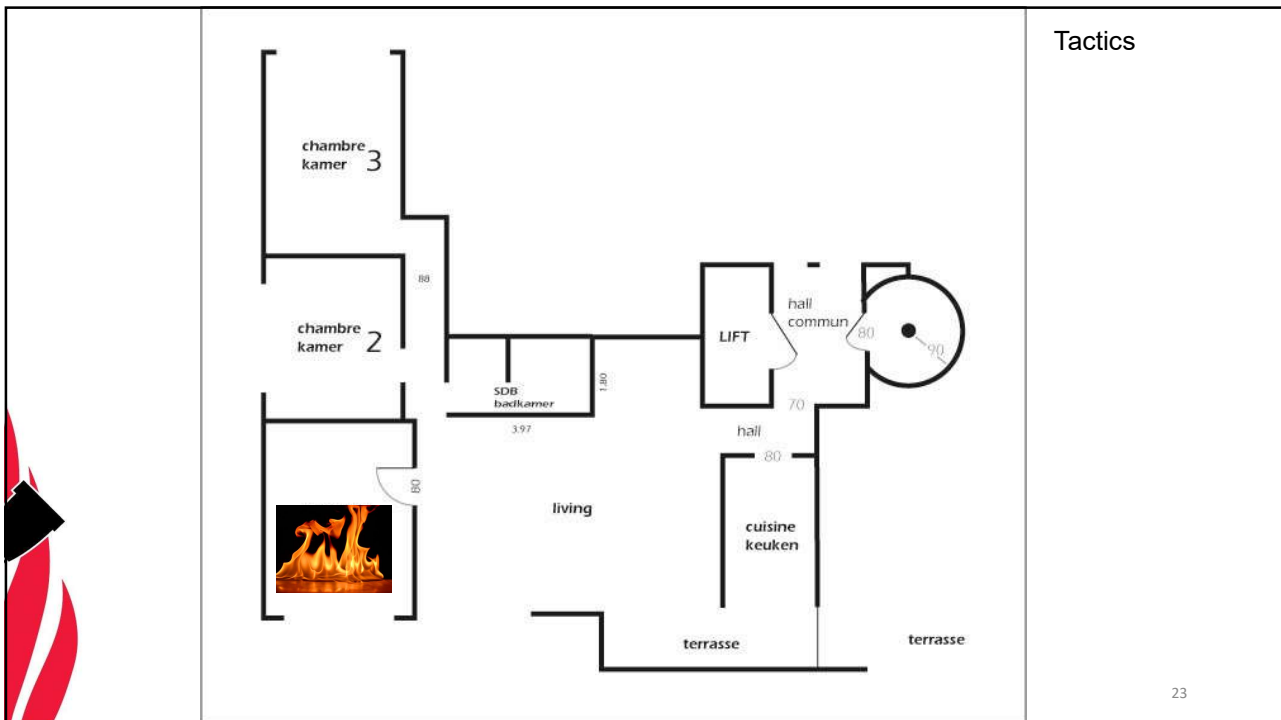 Tactics
chambre
kamer 3
88
chambre
kamer 2
hall
commun
LIFT
80
90
SDB
badkamer
1.80
3.97
70
hall
80
80
living
cuisine
keuken
terrasse
terrasse
23